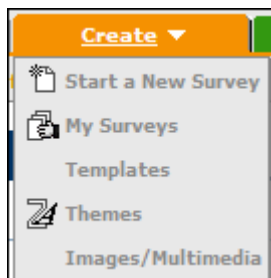 Create
Start a New Survey
My Surveys
Templates
Themes
Images/Multimedia